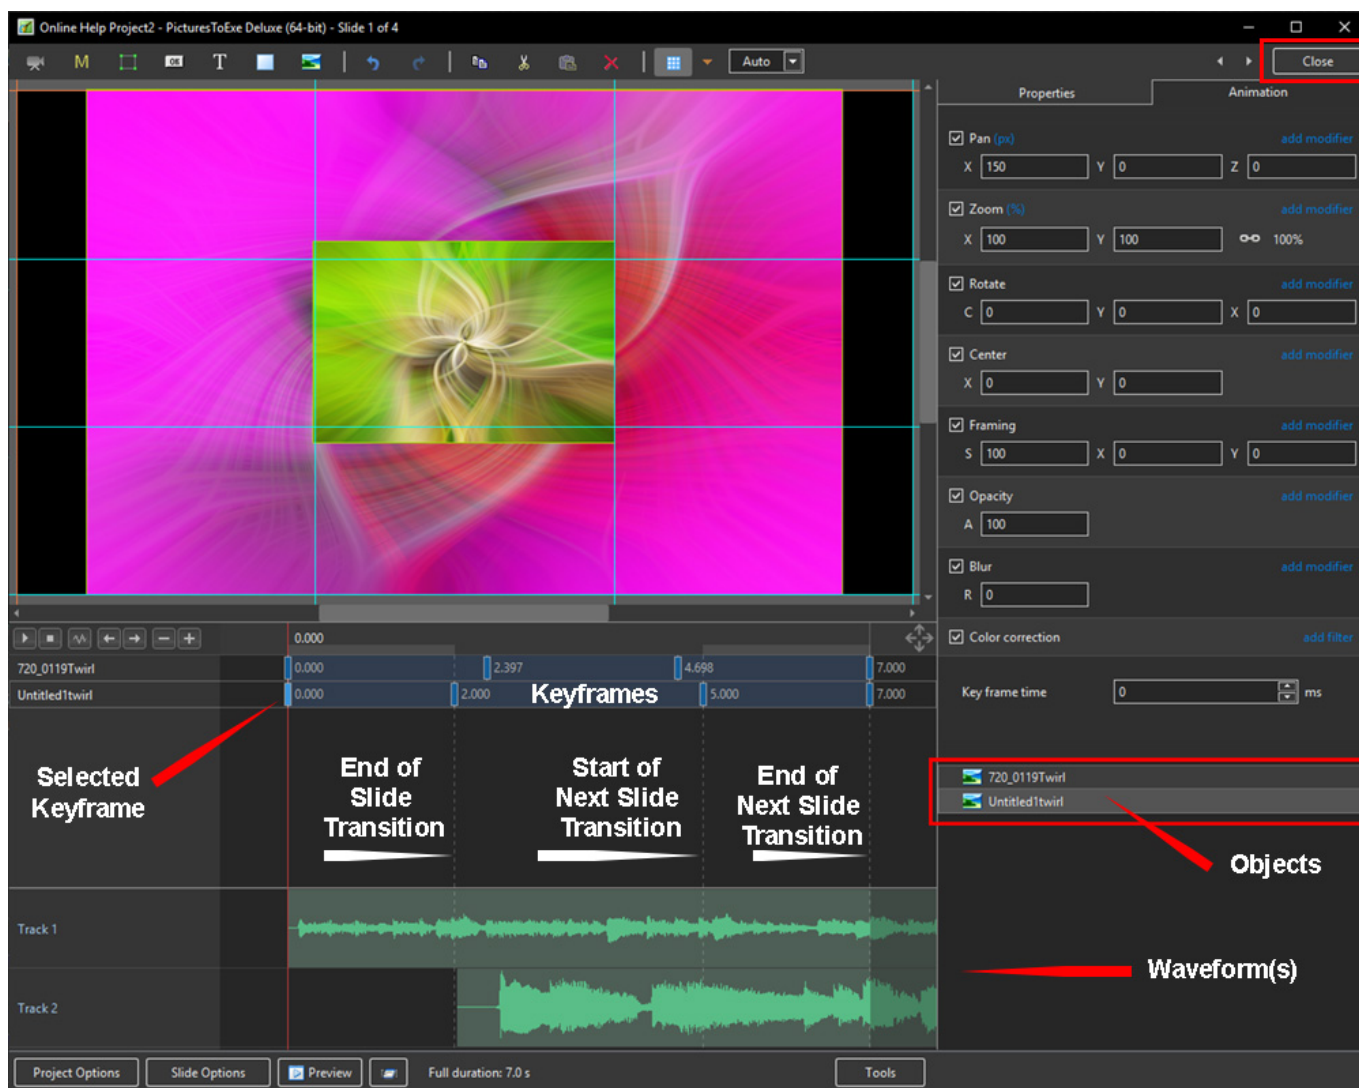 Online Help Project2 - PicturesToExe Deluxe (64-bit) - Slide 1 of 4
M OK T Auto Close
Properties Animation
Pan (px) add modifier
X 150 Y 0 Z 0
Zoom (%) add modifier
X 100 Y 100 100%
Rotate add modifier
C 0 Y 0 X 0
Center add modifier
X 0 Y 0
Framing add modifier
S 100 X 0 Y 0
Opacity add modifier
A 100
Blur add modifier
R 0
Color correction add filter
Key frame time 0 ms
720_0119Twirl
Untitled1twirl
Objects
Waveform(s)
0.000
720_0119Twirl 0.000 2.397 4.698 7.000
Untitled1twirl 0.000 2.000 Keyframes 5.000 7.000
Selected
Keyframe
End of
Slide
Transition
Start of
Next Slide
Transition
End of
Next Slide
Transition
Track 1
Track 2
Project Options Slide Options Preview Full duration: 7.0 s Tools